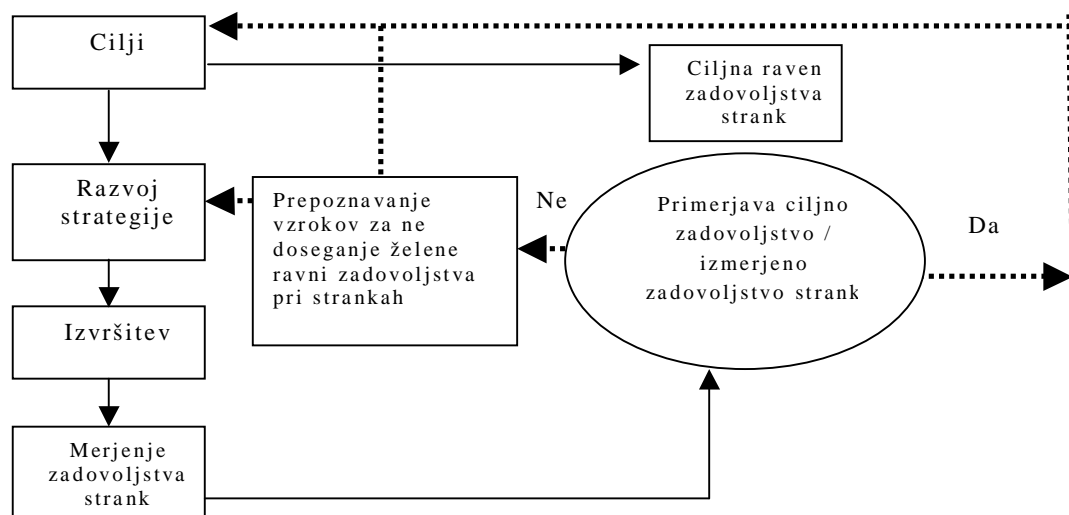 Cilji
Ciljna raven
zadovoljstva
strank
Razvoj
strategije
Prepoznavanje
vzrokov za ne
doseganje želene
ravni zadovoljstva
pri strankah
Ne
Primerjava ciljno
zadovoljstvo /
izmerjeno
zadovoljstvo strank
Da
Izvršitev
Merjenje
zadovoljstva
strank